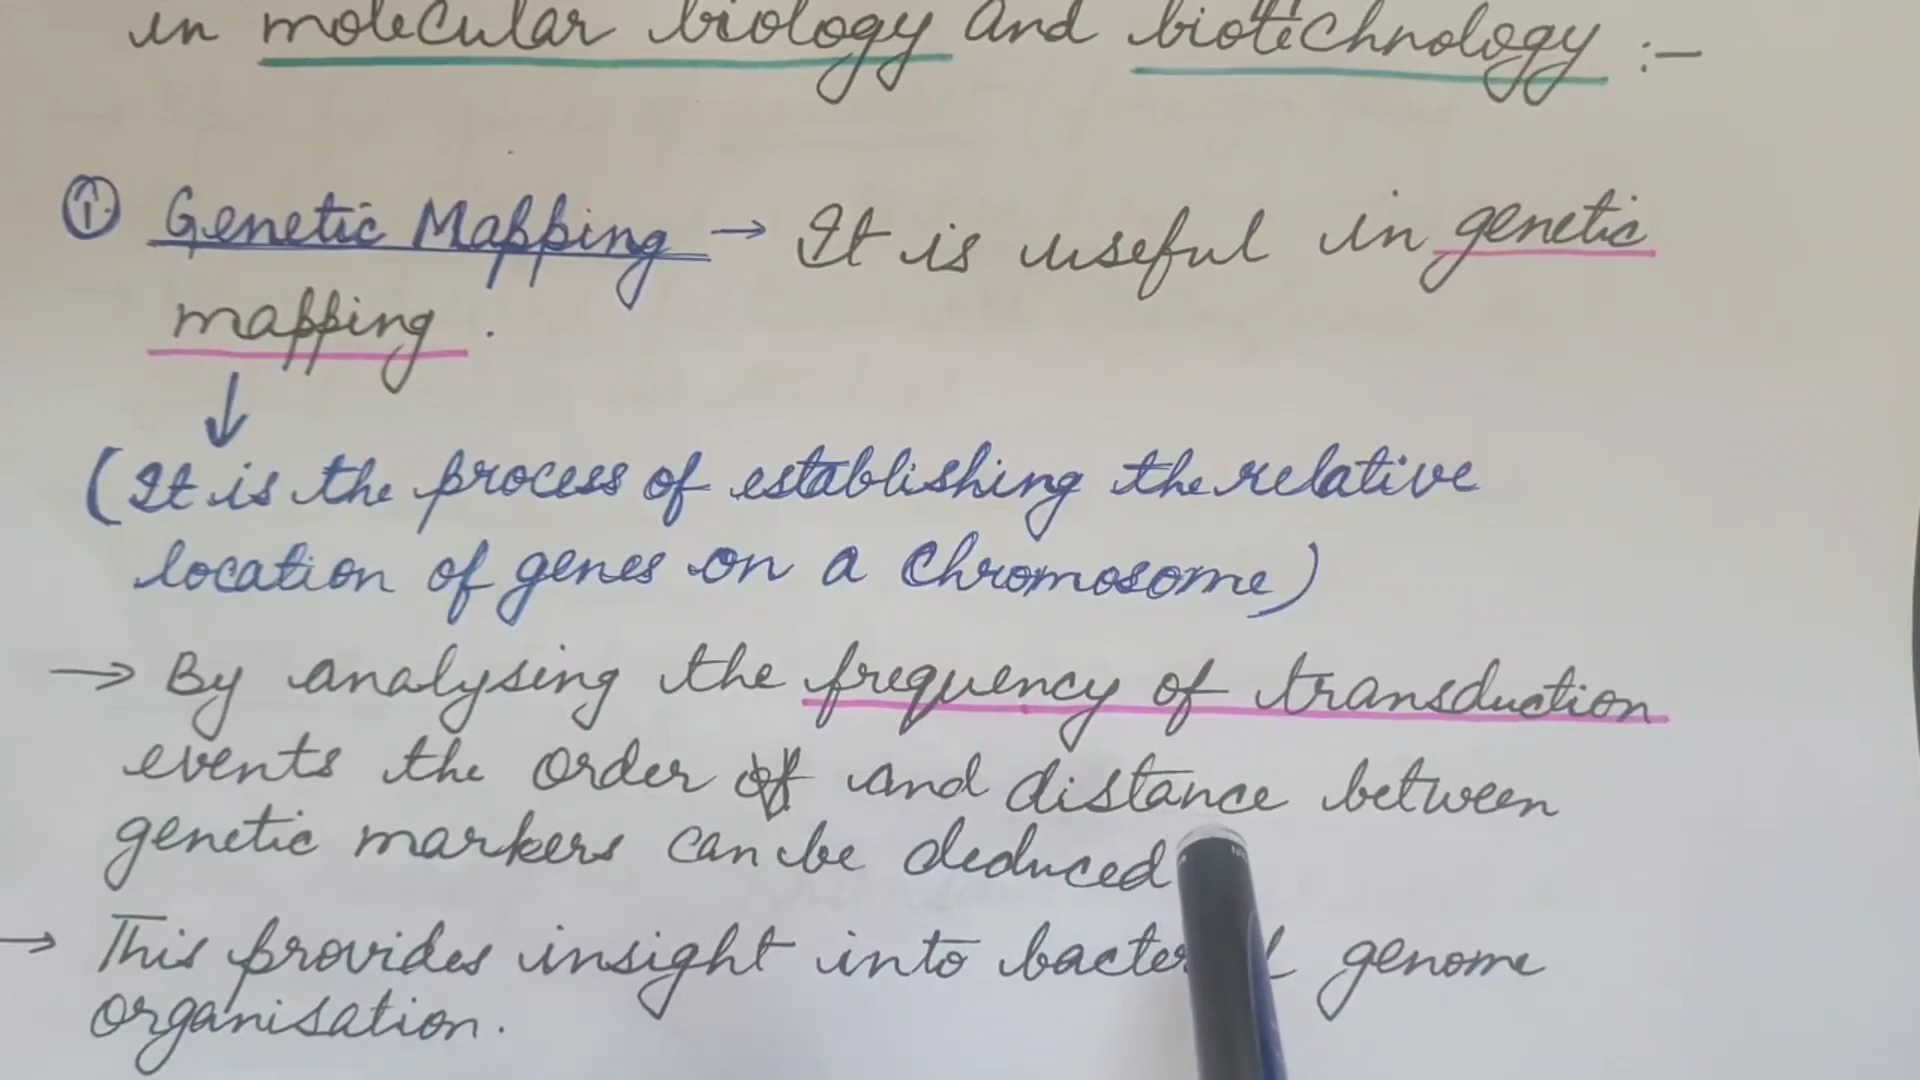 in molecular biology and biotechnology :-
① Genetic Mapping → It is useful in genetic
mapping.
↓
(It is the process of establishing the relative
location of genes on a chromosome)
→ By analysing the frequency of transduction
events the order and distance between
genetic markers can be deduced
→ This provides insight into genome
organisation.